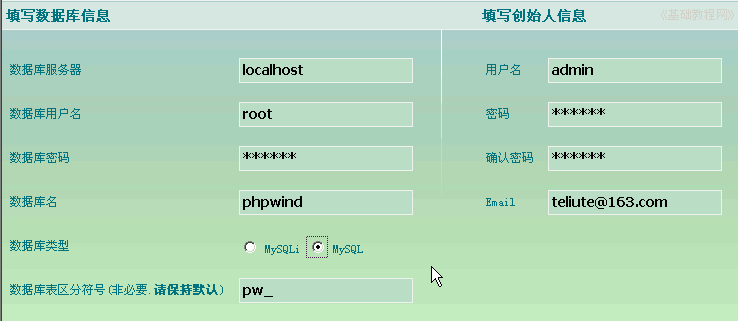 填写数据库信息
填写创始人信息
《基础教程网》
数据库服务器
localhost
用户名
admin
数据库用户名
root
密码
******
数据库密码
******
确认密码
******
数据库名
phpwind
Email
teliute@163.com
数据库类型
MySQLi
MySQL
数据库表区分符号(非必要.请保持默认)
pw_